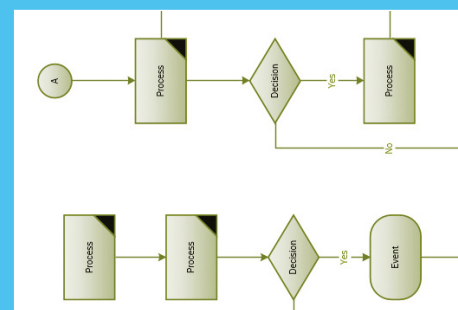 A
Process
Decision
Yes
Process
No
Process
Process
Decision
Yes
Event